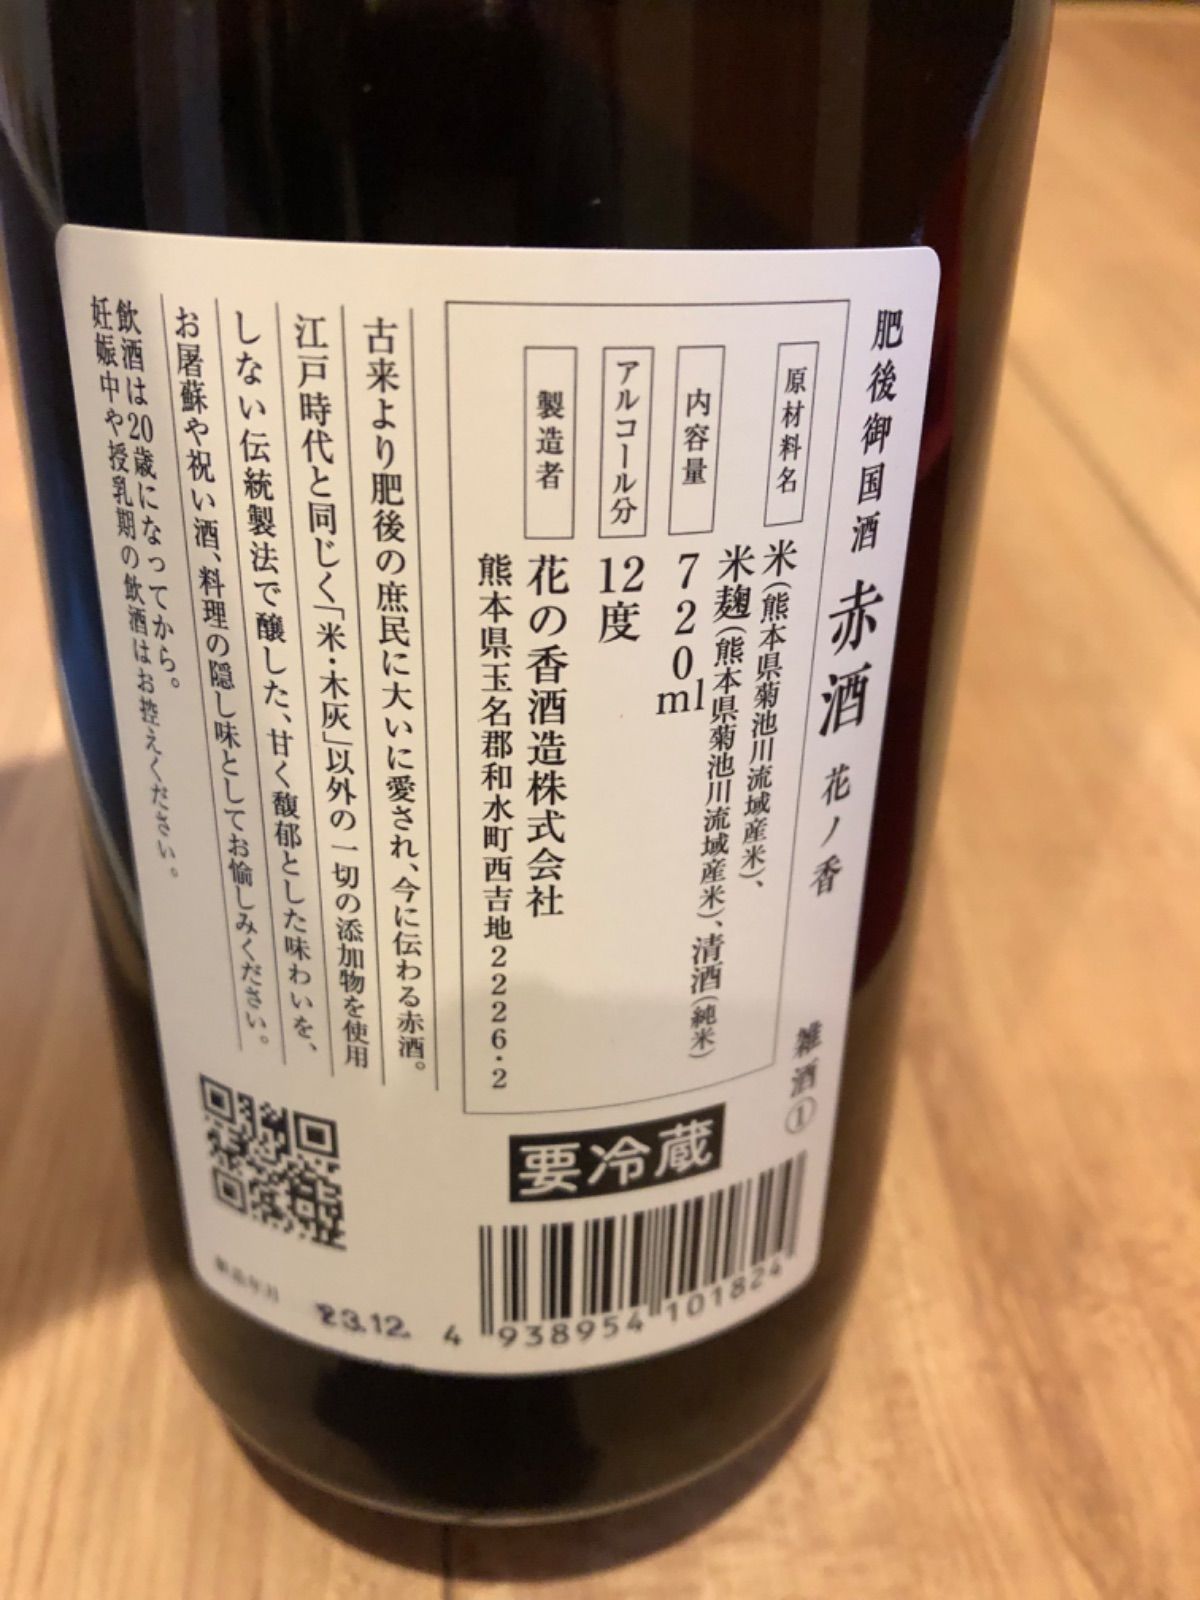 肥後御国酒 赤酒 花ノ香
雑酒①
原材料名
米(熊本県菊池川流域産米)、
米麹(熊本県菊池川流域産米)、清酒(純米)
内容量
720ml
アルコール分
12度
製造者
花の香酒造株式会社
熊本県玉名郡和水町西吉地2226・2
古来より肥後の庶民に大いに愛され、今に伝わる赤酒。
江戸時代と同じく「米・木灰」以外の一切の添加物を使用
しない伝統製法で醸した、甘く馥郁とした味わいを、
お屠蘇や祝い酒、料理の隠し味としてお愉しみください。
飲酒は20歳になってから。
妊娠中や授乳期の飲酒はお控えください。
要冷蔵
製造年月
23.12.
4 938954 101824